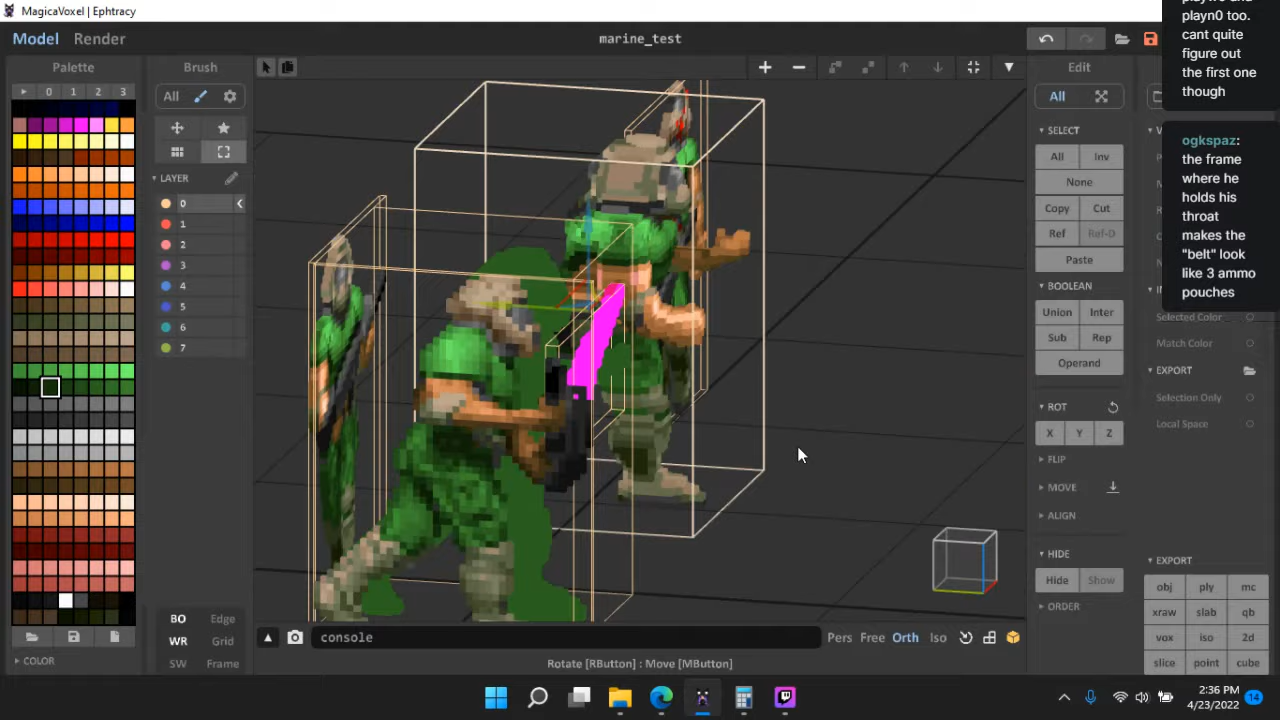 MagicaVoxel | Ephtracy
Model Render
marine_test
playn0 too.
cant quite
figure out
the first one
though
ogkspaz:
the frame
where he
holds his
throat
makes the
"belt" look
like 3 ammo
pouches
Palette
0 1 2 3
COLOR
Brush
All
LAYER
0
1
2
3
4
5
6
7
BO Edge
WR Grid
SW Frame
console
Pers Free Orth Iso
Rotate [RButton] : Move [MButton]
Edit
All
SELECT
All Inv
None
Copy Cut
Ref Ref-D
Paste
BOOLEAN
Union Inter
Sub Rep
Operand
ROT
X Y Z
FLIP
MOVE
ALIGN
HIDE
Hide Show
ORDER
Selected Color
Match Color
EXPORT
Selection Only
Local Space
EXPORT
obj ply mc
xraw slab qb
vox iso 2d
slice point cube
2:36 PM
4/23/2022
14